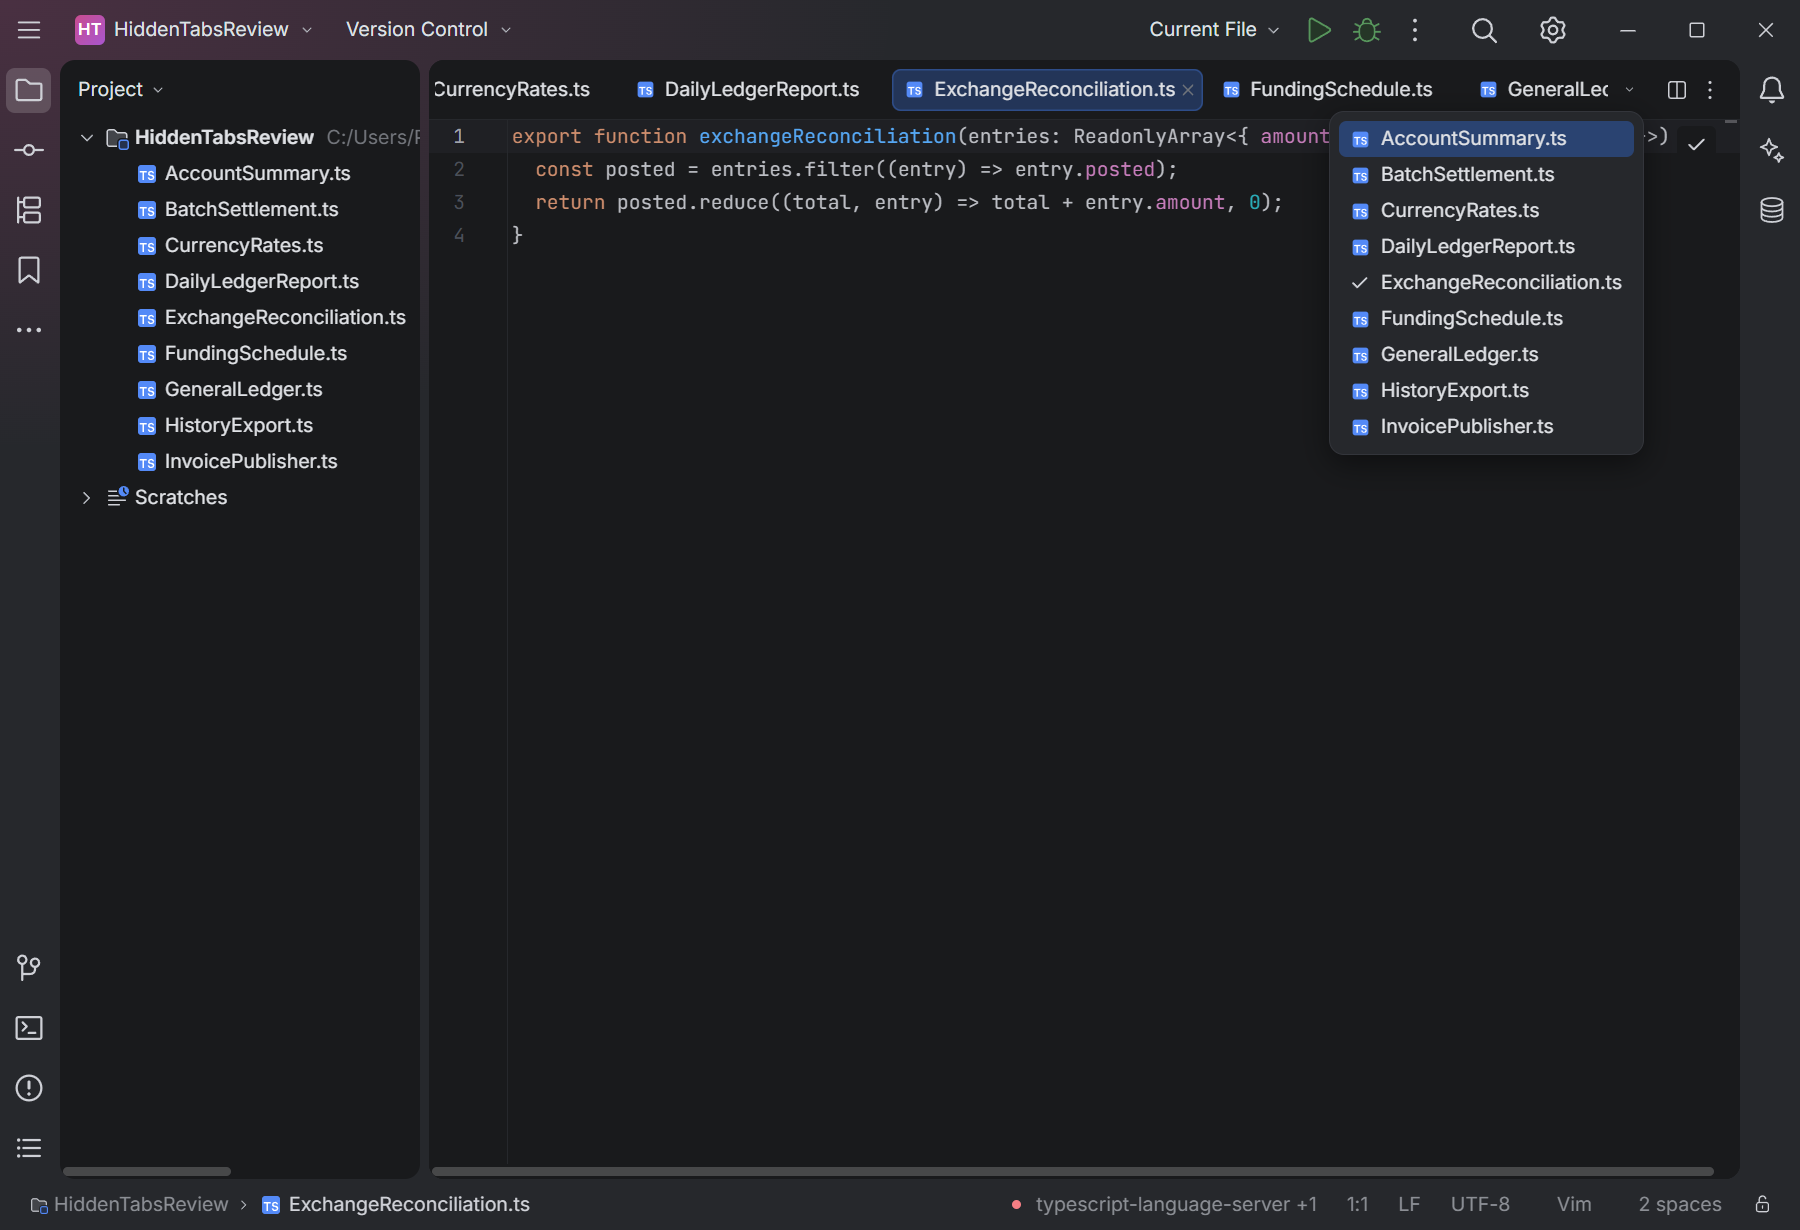 HT HiddenTabsReview Version Control Current File
Project
CurrencyRates.ts DailyLedgerReport.ts ExchangeReconciliation.ts FundingSchedule.ts GeneralLed
HiddenTabsReview C:/Users/
AccountSummary.ts
BatchSettlement.ts
CurrencyRates.ts
DailyLedgerReport.ts
ExchangeReconciliation.ts
FundingSchedule.ts
GeneralLedger.ts
HistoryExport.ts
InvoicePublisher.ts
Scratches
1 export function exchangeReconciliation(entries: ReadonlyArray<{ amount >)
2 const posted = entries.filter((entry) => entry.posted);
3 return posted.reduce((total, entry) => total + entry.amount, 0);
4 }
AccountSummary.ts
BatchSettlement.ts
CurrencyRates.ts
DailyLedgerReport.ts
ExchangeReconciliation.ts
FundingSchedule.ts
GeneralLedger.ts
HistoryExport.ts
InvoicePublisher.ts
HiddenTabsReview > ExchangeReconciliation.ts typescript-language-server +1 1:1 LF UTF-8 Vim 2 spaces